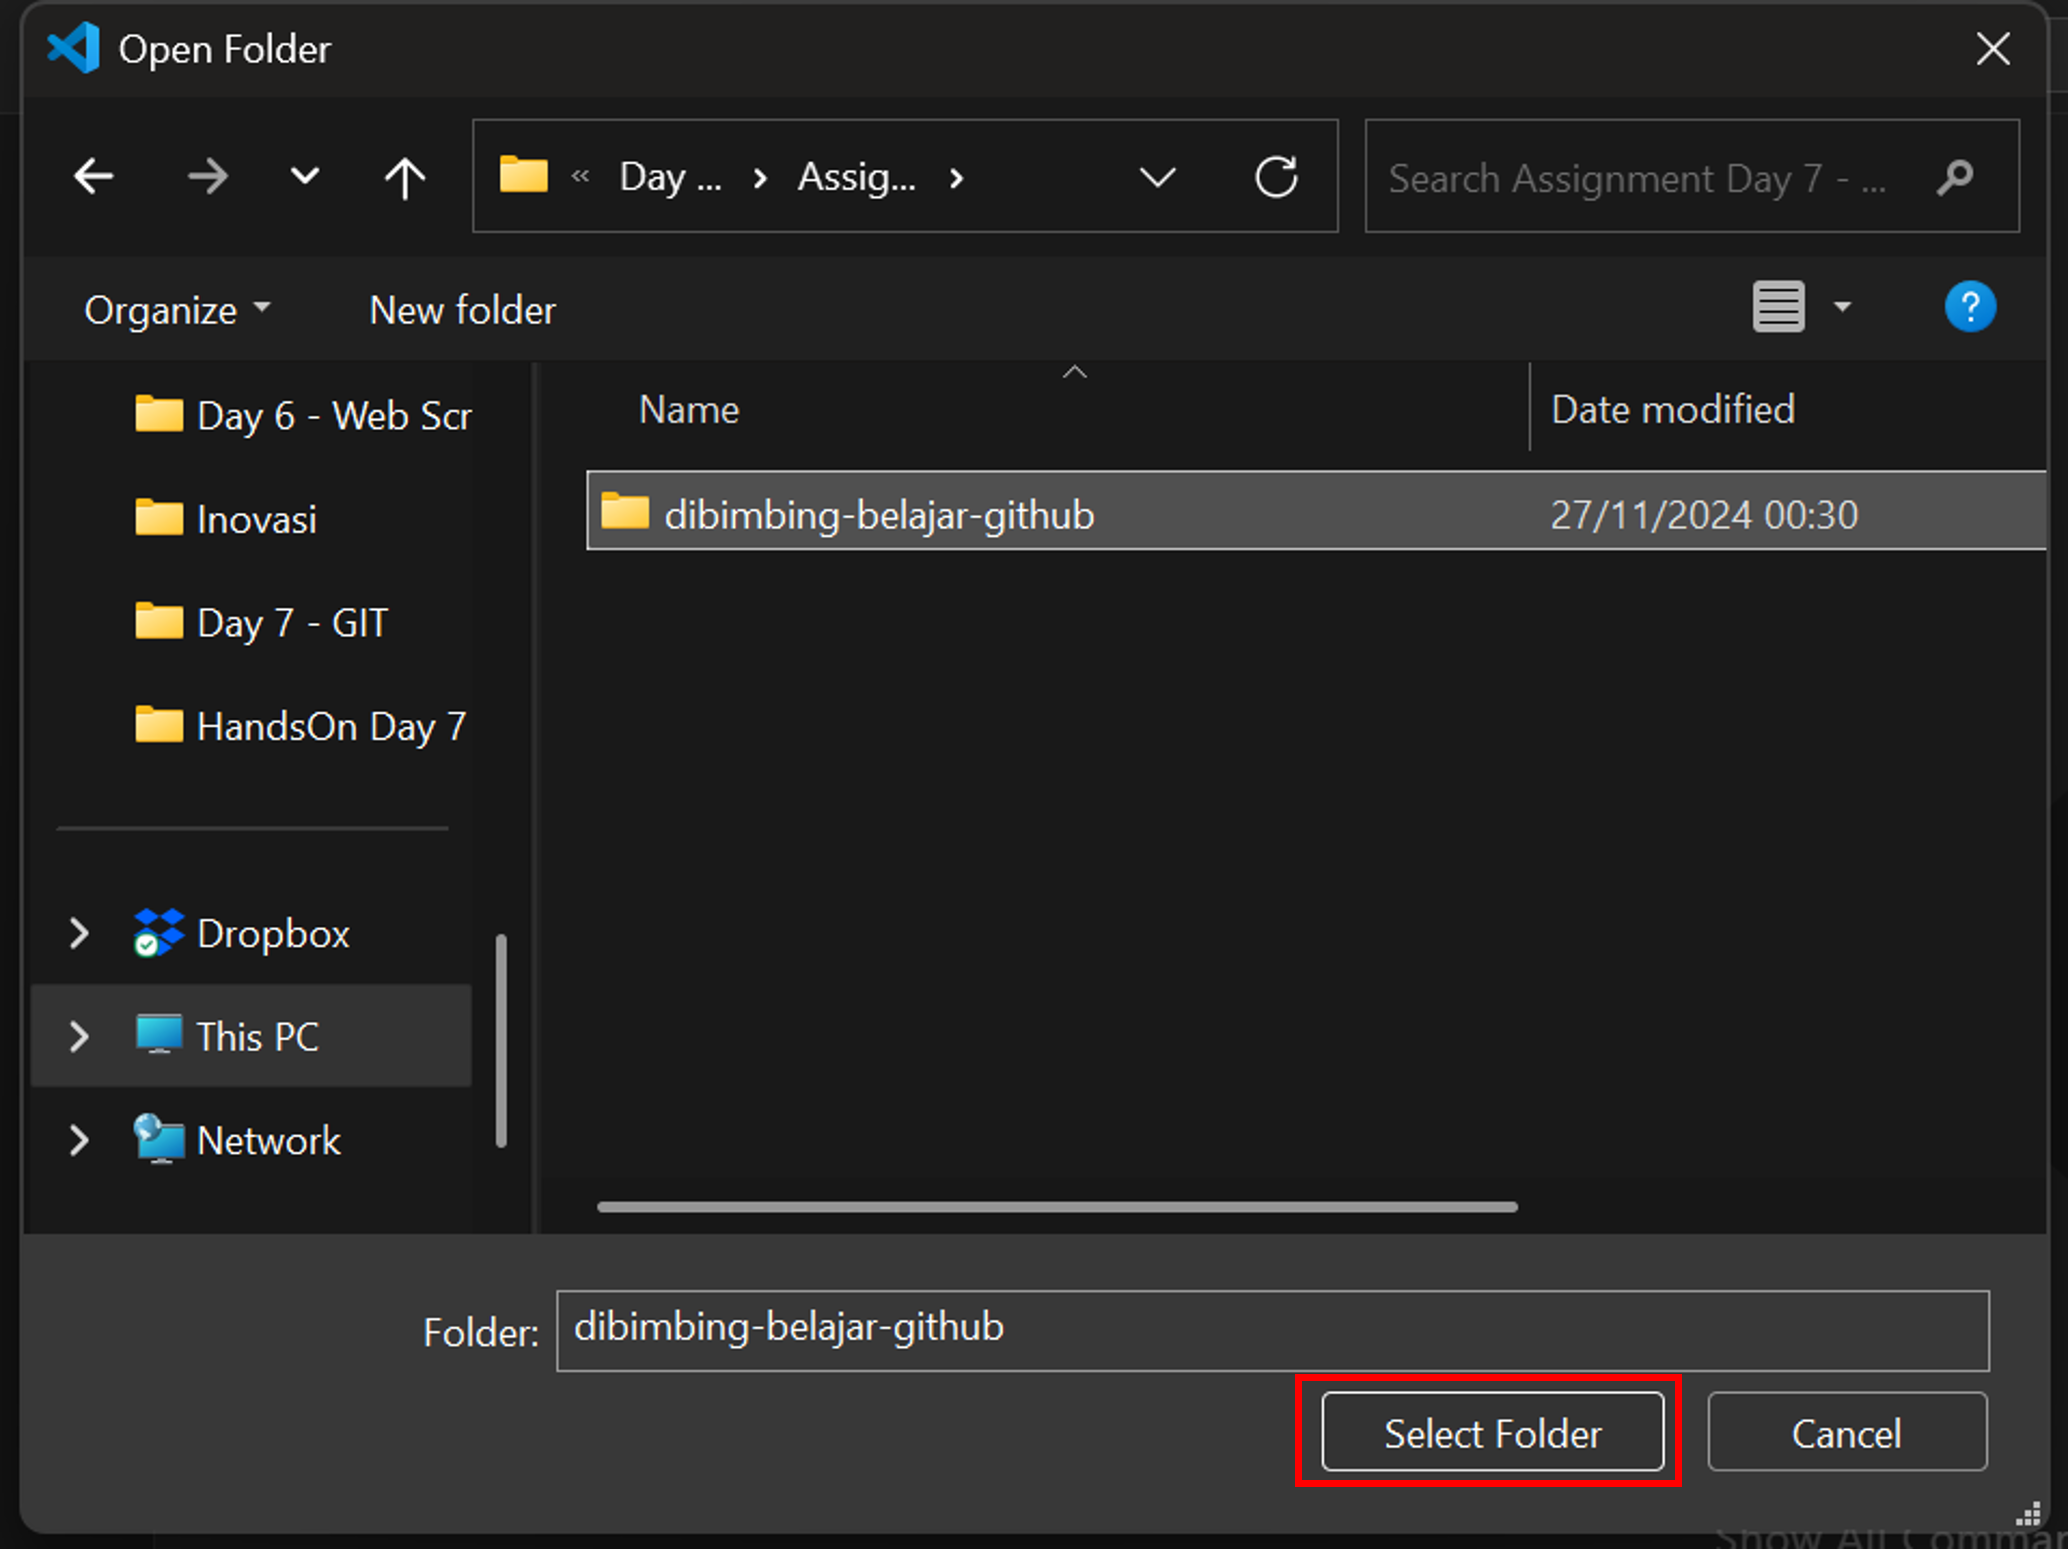 Open Folder
« Day ... > Assig... >
Search Assignment Day 7 - ...
Organize
New folder
?
Name
Date modified
Day 6 - Web Scr
Inovasi
Day 7 - GIT
HandsOn Day 7
Dropbox
This PC
Network
dibimbing-belajar-github
27/11/2024 00:30
Folder:
dibimbing-belajar-github
Select Folder
Cancel
Show All Comman